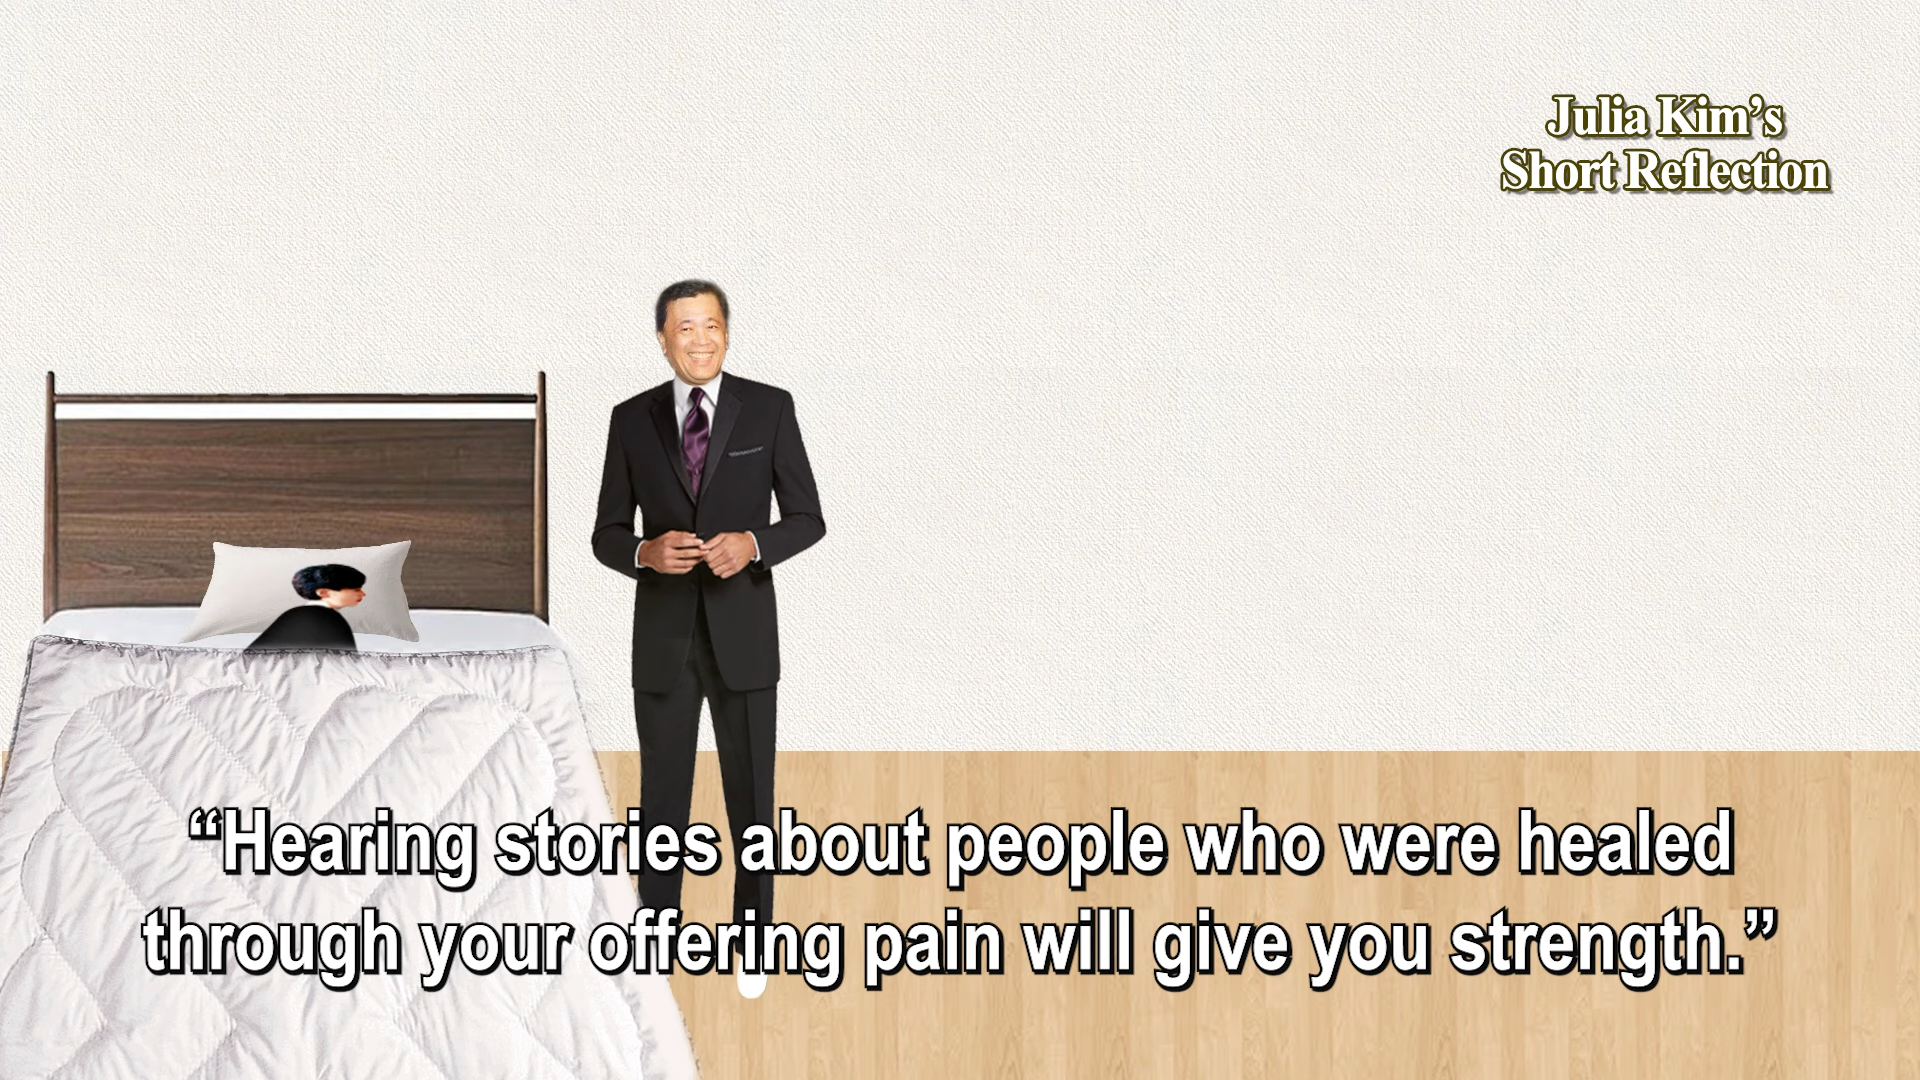 Julia Kim’s
Short Reflection
“Hearing stories about people who were healed
through your offering pain will give you strength.”